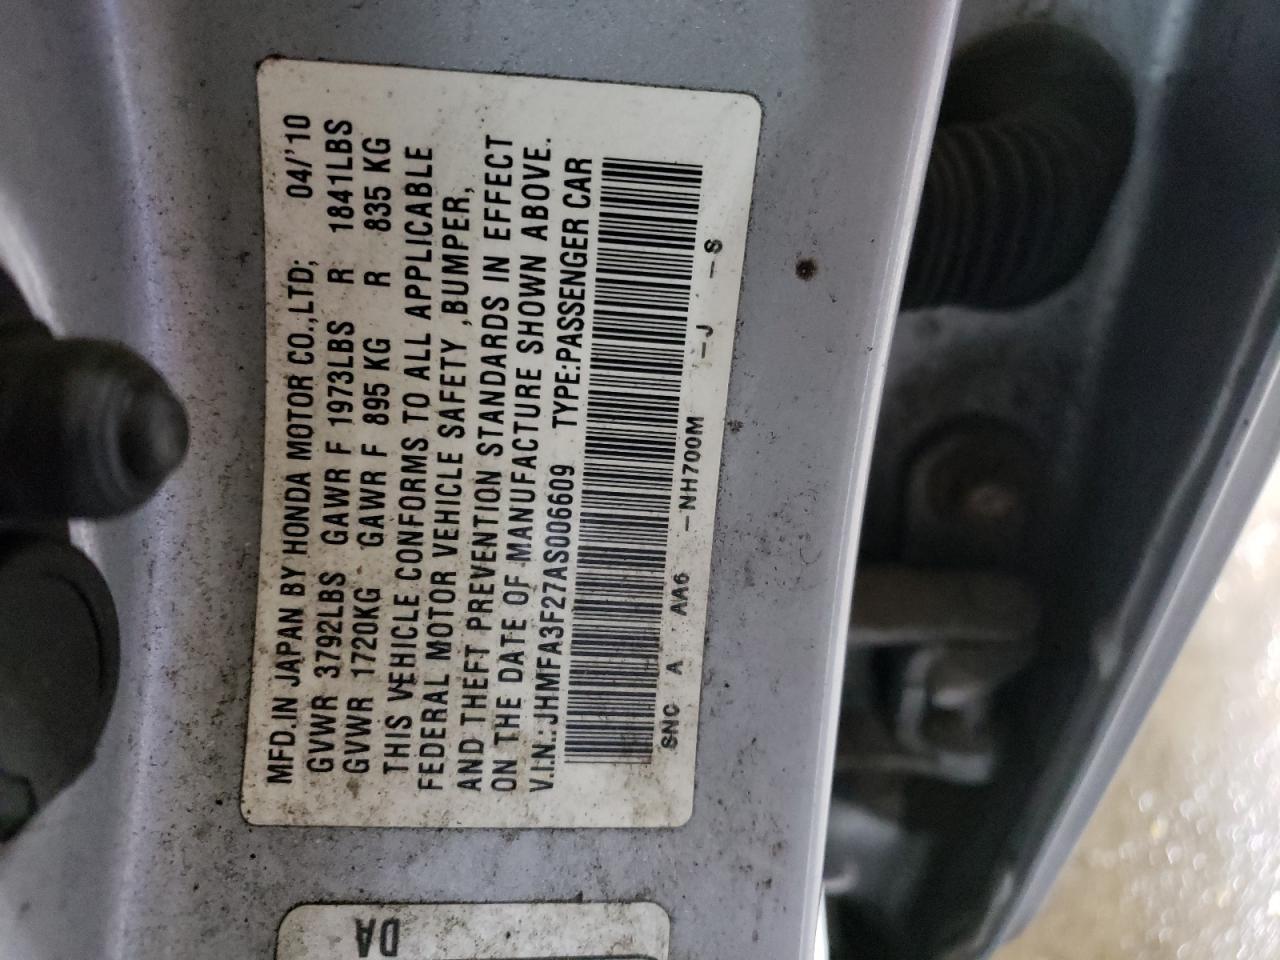 MFD.IN JAPAN BY HONDA MOTOR CO.,LTD; 04/'10
GVWR 3792LBS GAWR F 1973LBS R 1841LBS
GVWR 1720KG GAWR F 895 KG R 835 KG
THIS VEHICLE CONFORMS TO ALL APPLICABLE
FEDERAL MOTOR VEHICLE SAFETY ,BUMPER,
AND THEFT PREVENTION STANDARDS IN EFFECT
ON THE DATE OF MANUFACTURE SHOWN ABOVE.
V.I.N.:JHMFA3F27AS006609 TYPE:PASSENGER CAR
SNC A AA6 -NH700M -J -S
DA